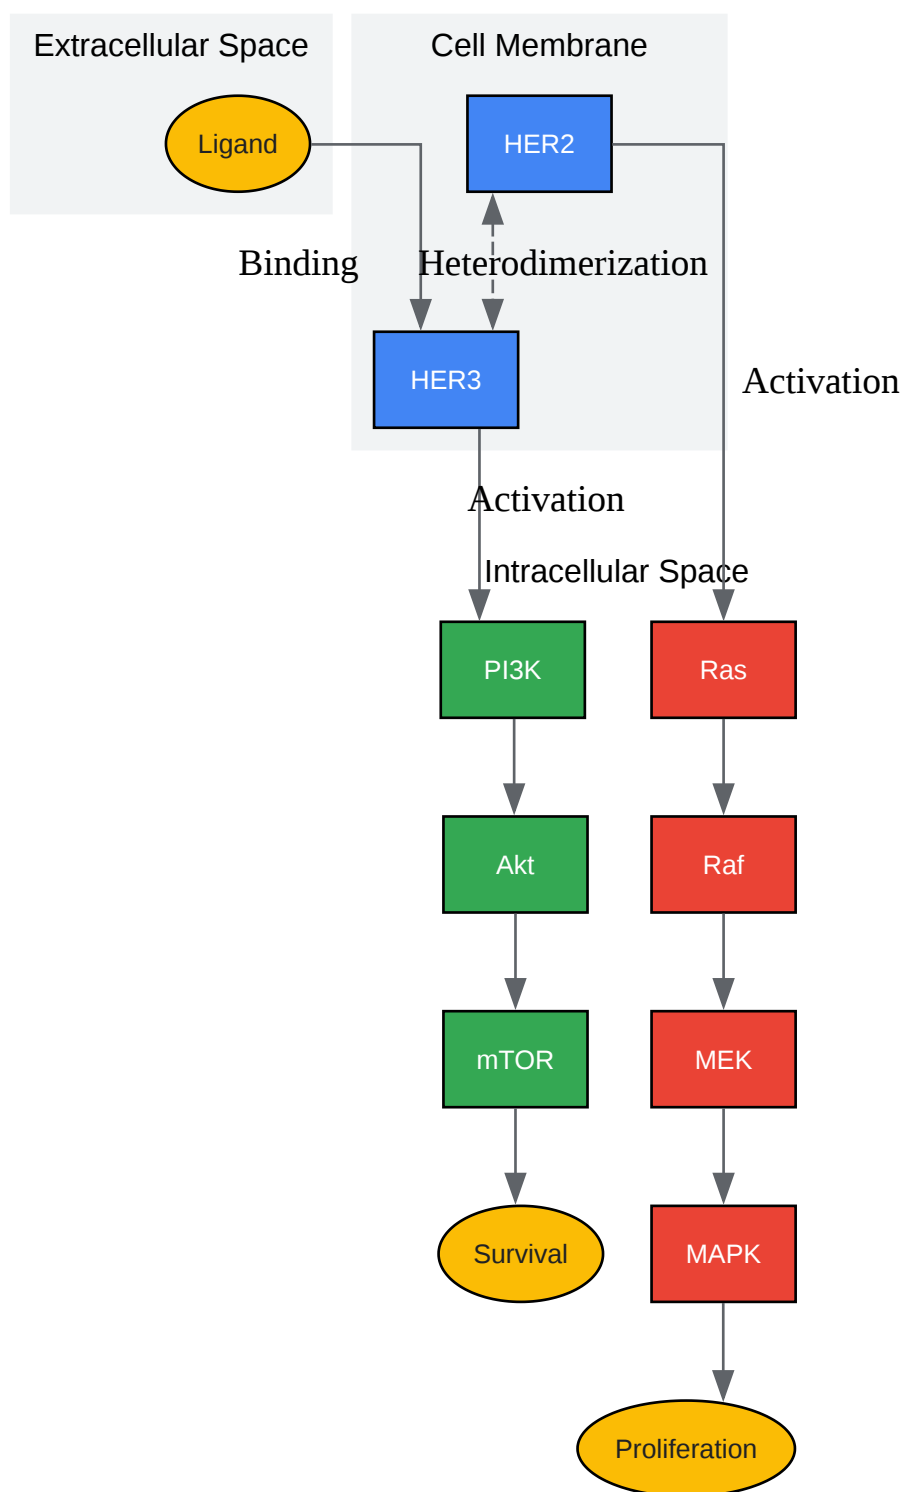 Extracellular Space
Cell Membrane
Ligand
HER2
Binding
Heterodimerization
HER3
Activation
Activation
Intracellular Space
PI3K
Ras
Akt
Raf
mTOR
MEK
Survival
MAPK
Proliferation